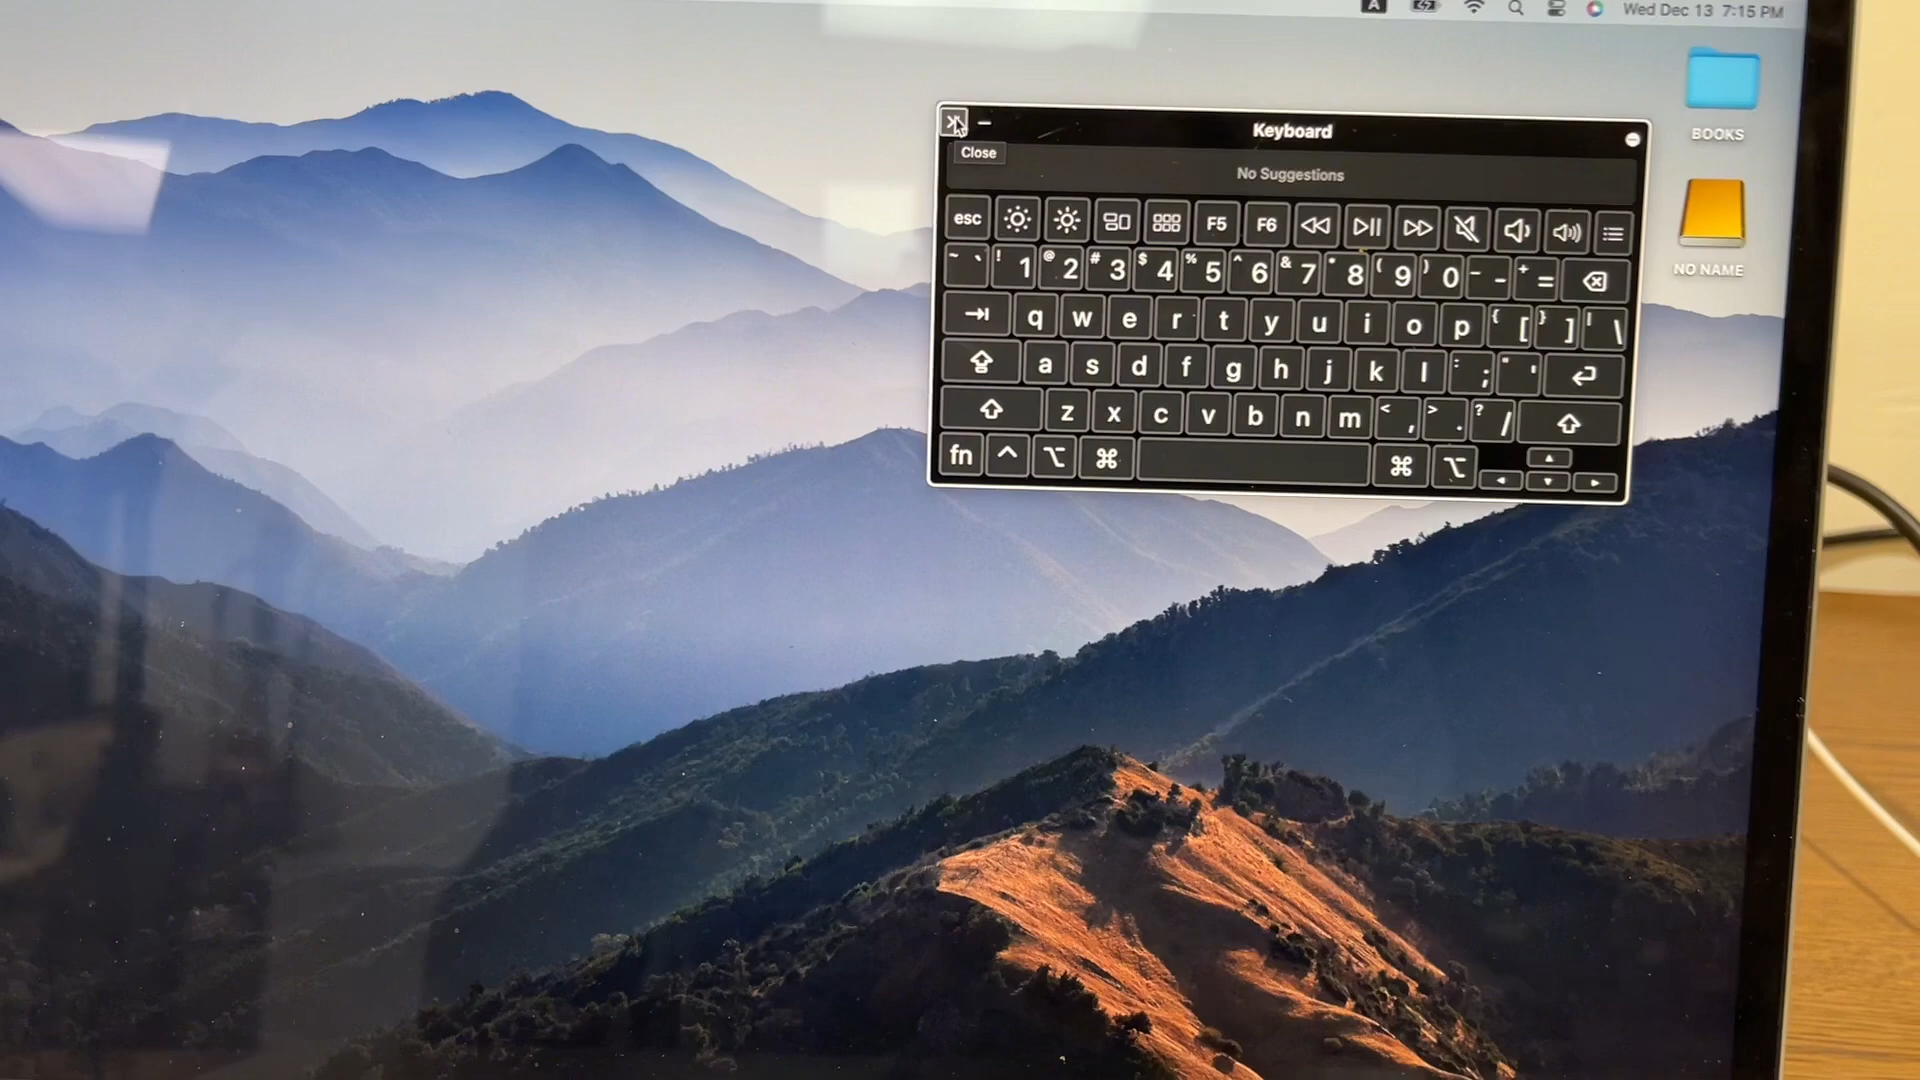 A
Wed Dec 13 7:15 PM
BOOKS
NO NAME
Keyboard
Close
No Suggestions
esc F5 F6
~ ` ! 1 @ 2 # 3 $ 4 % 5 ^ 6 & 7 * 8 ( 9 ) 0 - - + =
q w e r t y u i o p { [ } ] | \
a s d f g h j k l : ; " '
z x c v b n m < , > . ? /
fn ^ ⌥ ⌘ ⌘ ⌥